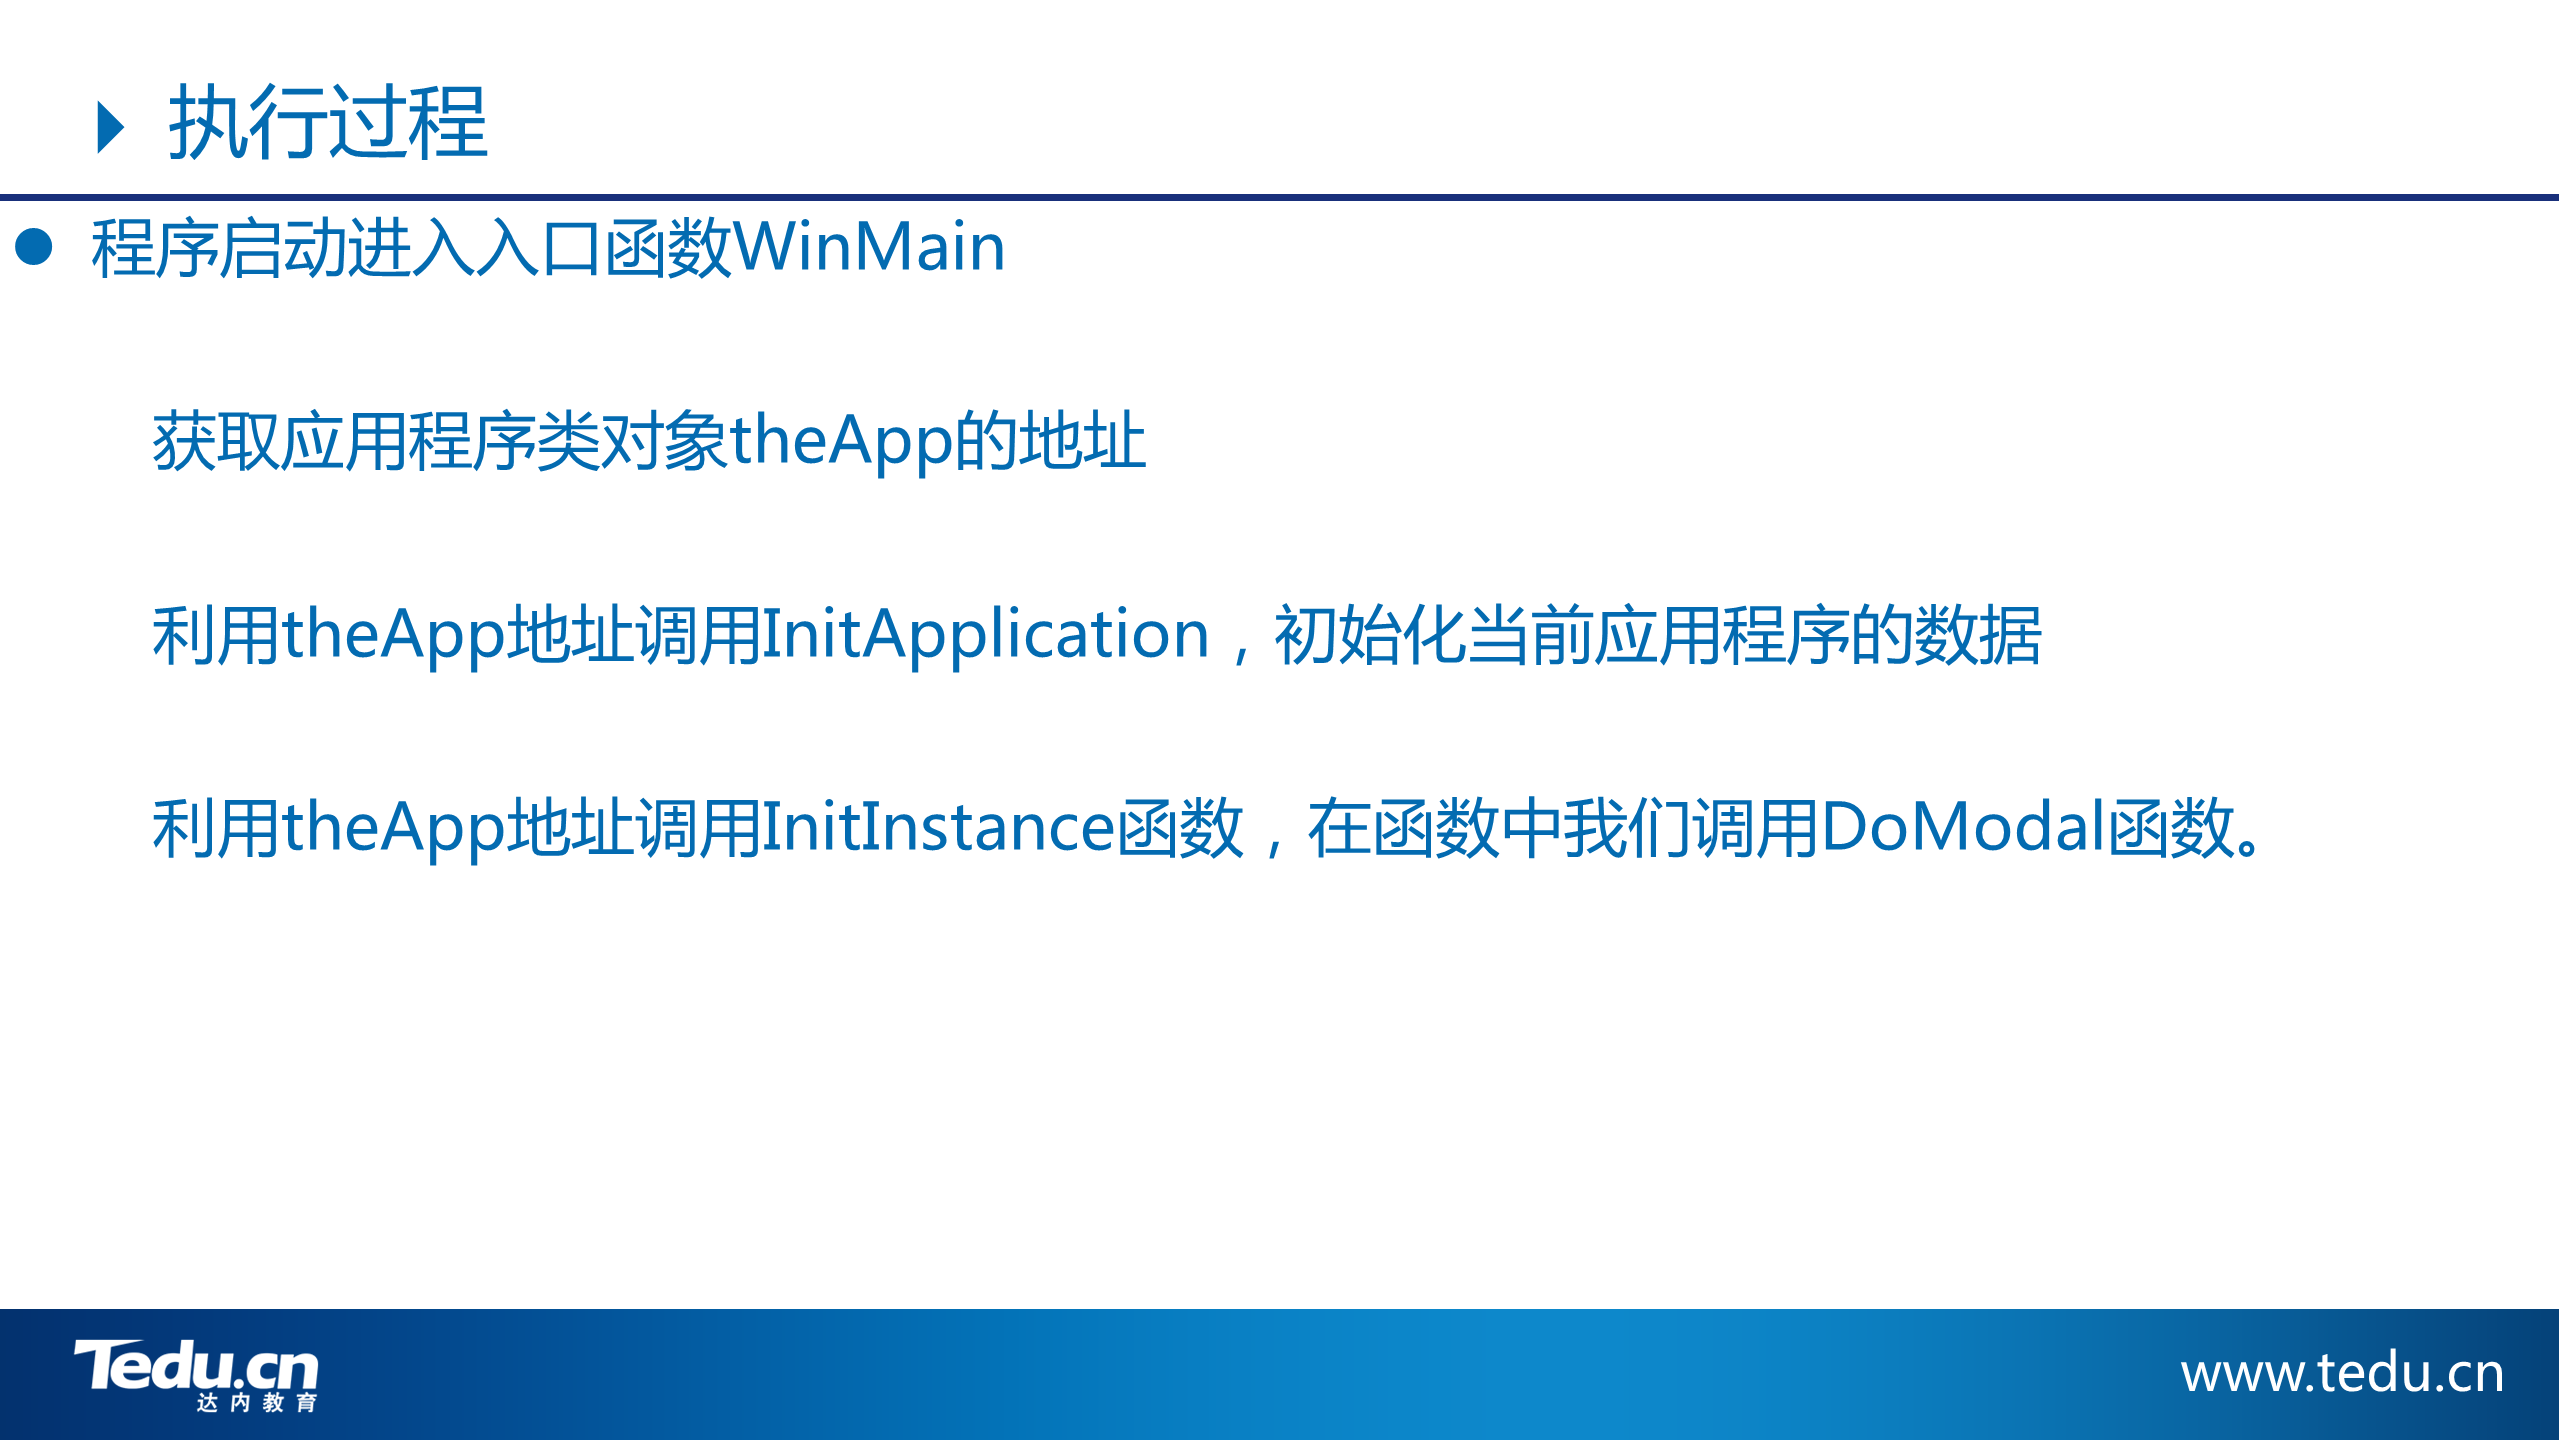 执行过程
程序启动进入入口函数WinMain
获取应用程序类对象theApp的地址
利用theApp地址调用InitApplication，初始化当前应用程序的数据
利用theApp地址调用InitInstance函数，在函数中我们调用DoModal函数。
Tedu.cn
达内教育
www.tedu.cn